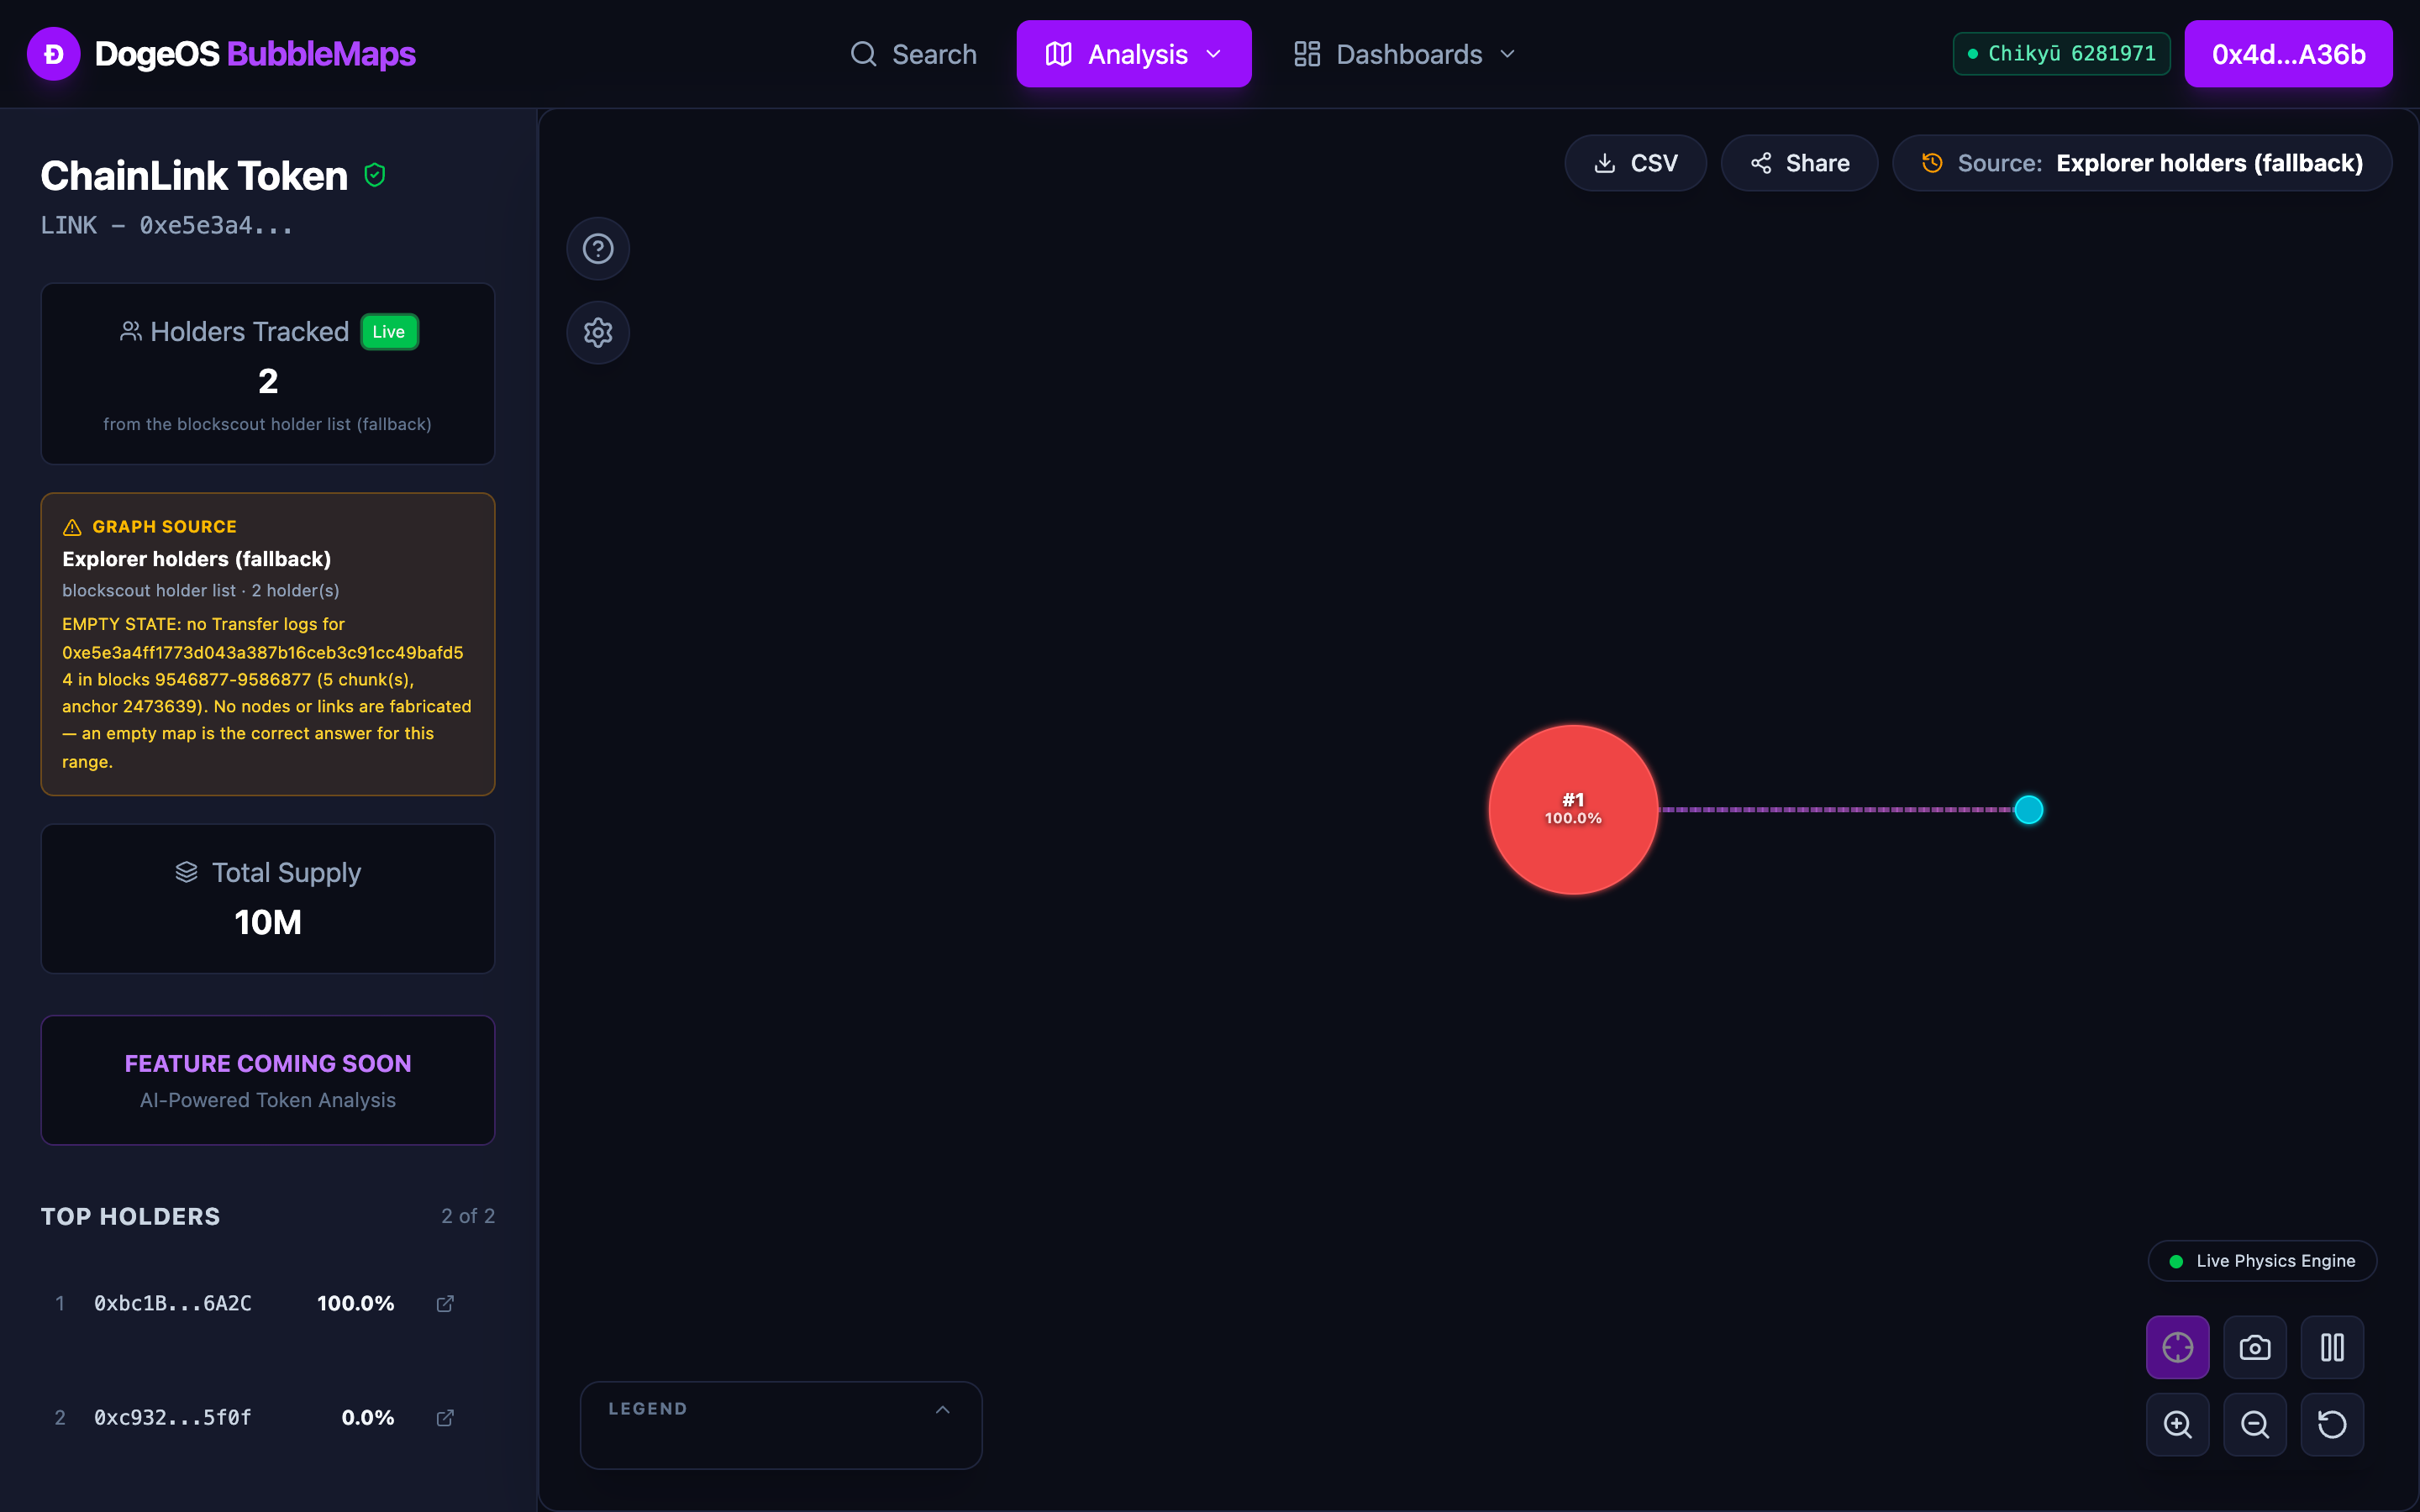 Ð DogeOS BubbleMaps
Search
Analysis
Dashboards
Chikyū 6281971
0x4d...A36b
ChainLink Token
LINK – 0xe5e3a4...
Holders Tracked Live
2
from the blockscout holder list (fallback)
GRAPH SOURCE
Explorer holders (fallback)
blockscout holder list · 2 holder(s)
EMPTY STATE: no Transfer logs for
0xe5e3a4ff1773d043a387b16ceb3c91cc49bafd5
4 in blocks 9546877-9586877 (5 chunk(s),
anchor 2473639). No nodes or links are fabricated
— an empty map is the correct answer for this
range.
Total Supply
10M
FEATURE COMING SOON
AI-Powered Token Analysis
TOP HOLDERS 2 of 2
1 0xbc1B...6A2C 100.0%
2 0xc932...5f0f 0.0%
CSV
Share
Source: Explorer holders (fallback)
#1
100.0%
LEGEND
Live Physics Engine